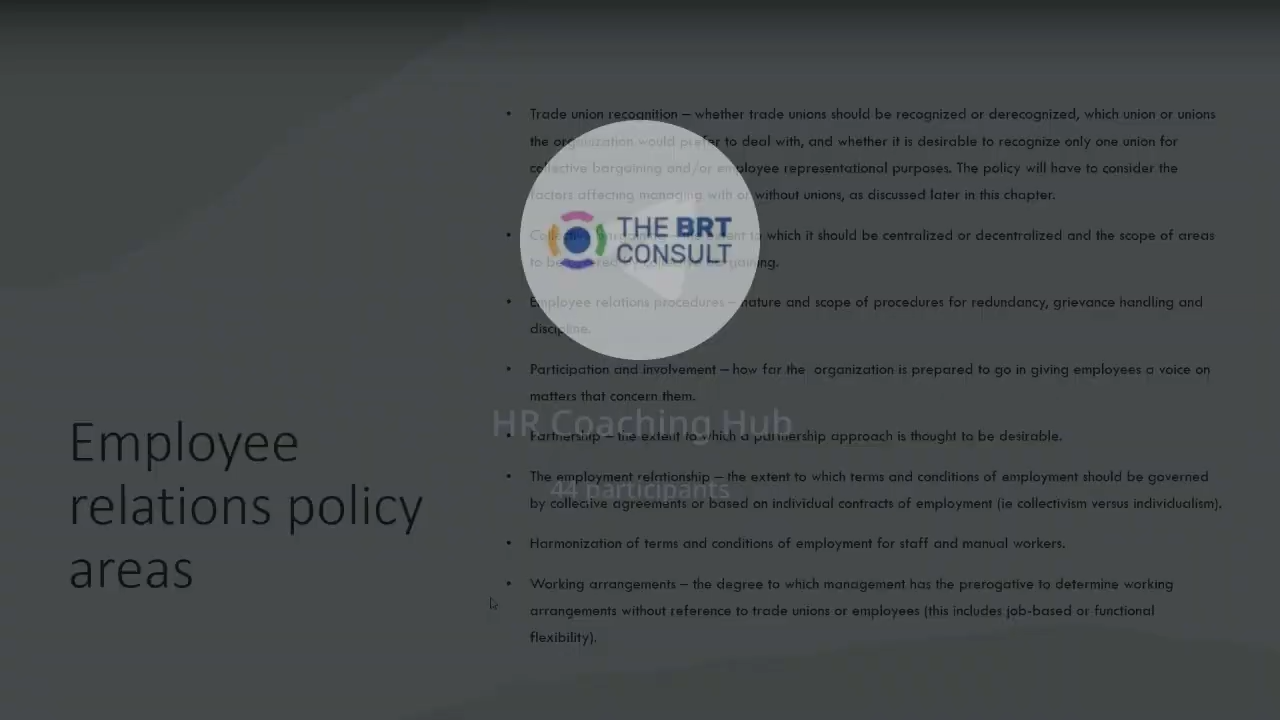 Employee
relations policy
areas
• Trade union recognition – whether trade unions should be recognized or derecognized, which union or unions
the organization would prefer to deal with, and whether it is desirable to recognize only one union for
collective bargaining and/or employee representational purposes. The policy will have to consider the
factors affecting managing with or without unions, as discussed later in this chapter.
• Collective bargaining – the extent to which it should be centralized or decentralized and the scope of areas
to be covered by collective bargaining.
• Employee relations procedures – nature and scope of procedures for redundancy, grievance handling and
discipline.
• Participation and involvement – how far the organization is prepared to go in giving employees a voice on
matters that concern them.
• Partnership – the extent to which a partnership approach is thought to be desirable.
• The employment relationship – the extent to which terms and conditions of employment should be governed
by collective agreements or based on individual contracts of employment (ie collectivism versus individualism).
• Harmonization of terms and conditions of employment for staff and manual workers.
• Working arrangements – the degree to which management has the prerogative to determine working
arrangements without reference to trade unions or employees (this includes job-based or functional
flexibility).
THE BRT
CONSULT
HR Coaching Hub
44 participants